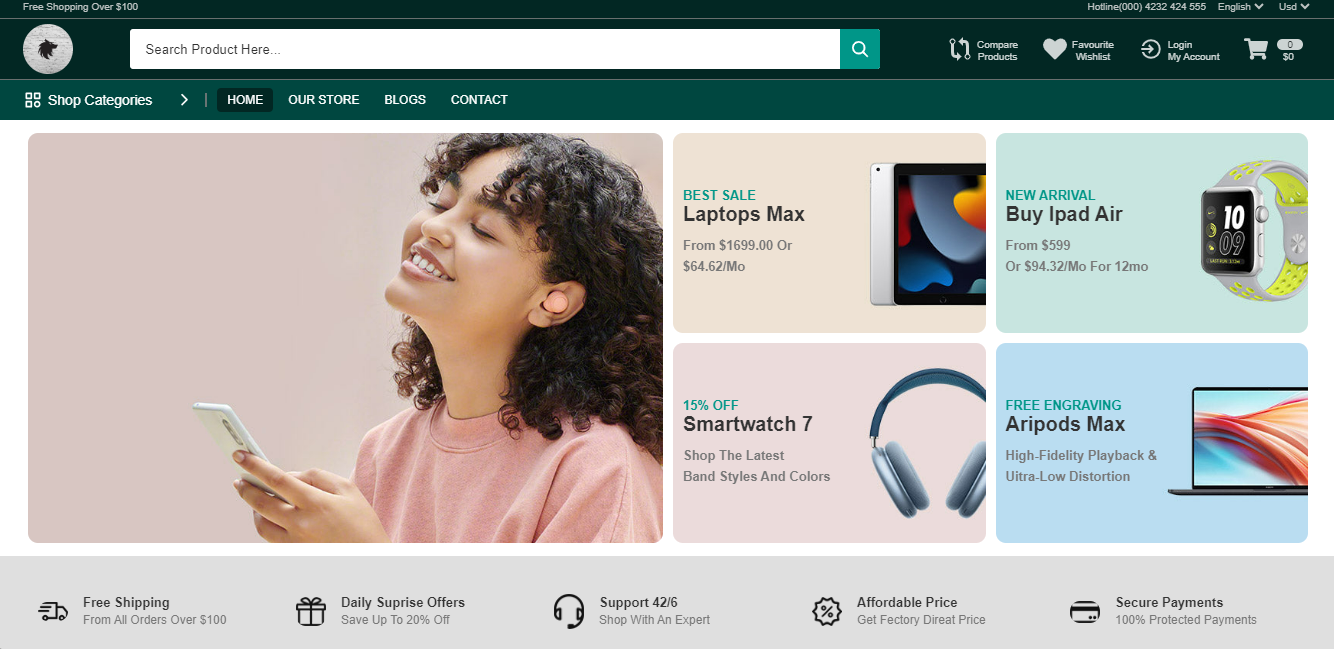 Free Shopping Over $100
Hotline(000) 4232 424 555 English Usd
Search Product Here...
Compare Products
Favourite Wishlist
Login My Account
0
$0
Shop Categories | HOME OUR STORE BLOGS CONTACT
BEST SALE
Laptops Max
From $1699.00 Or
$64.62/Mo
NEW ARRIVAL
Buy Ipad Air
From $599
Or $94.32/Mo For 12mo
10
09
15% OFF
Smartwatch 7
Shop The Latest
Band Styles And Colors
FREE ENGRAVING
Aripods Max
High-Fidelity Playback &
Uitra-Low Distortion
Free Shipping
From All Orders Over $100
Daily Suprise Offers
Save Up To 20% Off
Support 42/6
Shop With An Expert
Affordable Price
Get Fectory Direat Price
Secure Payments
100% Protected Payments